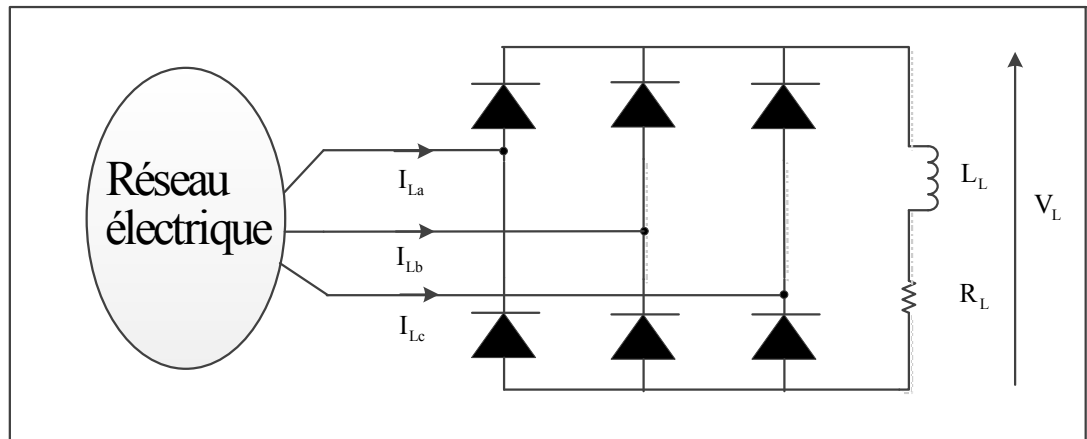 Réseau
électrique
I_La
I_Lb
I_Lc
L_L
R_L
V_L